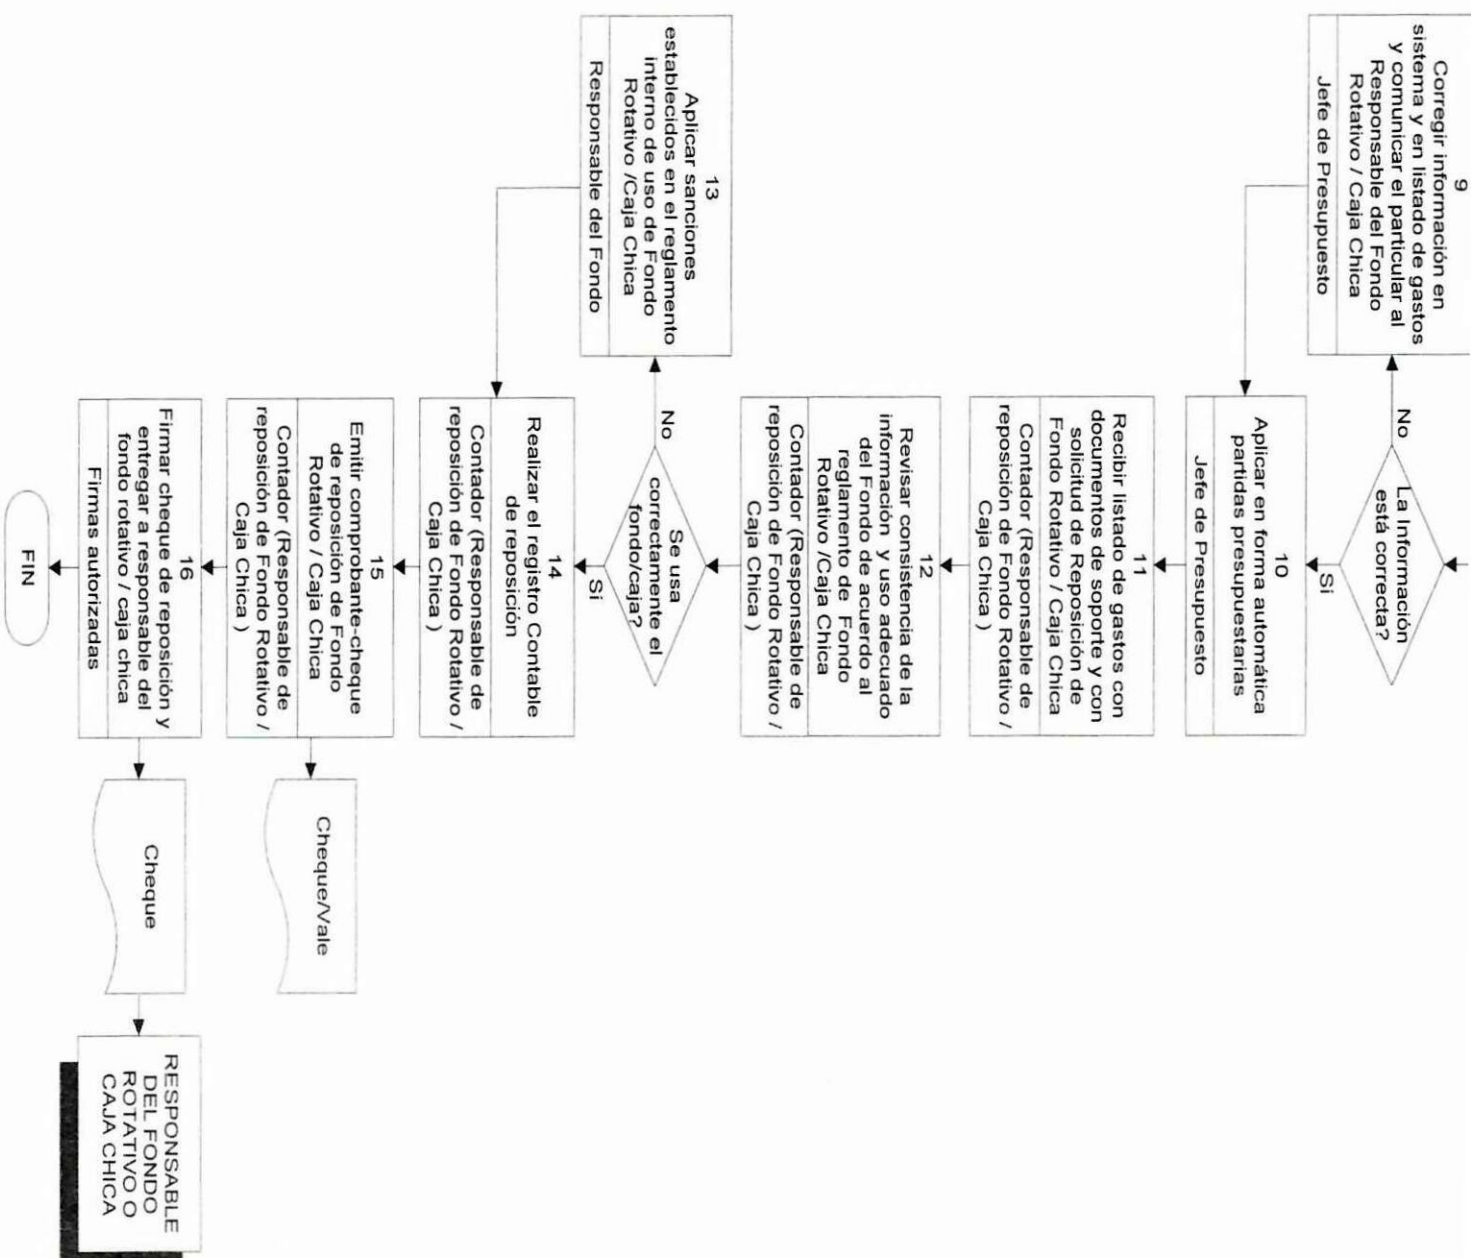 La Información
está correcta?
No
Si
9
Corregir información en
sistema y en listado de gastos
y comunicar el particular al
Responsable del Fondo
Rotativo / Caja Chica
Jefe de Presupuesto
10
Aplicar en forma automática
partidas presupuestarias
Jefe de Presupuesto
11
Recibir listado de gastos con
documentos de soporte y con
solicitud de Reposición de
Fondo Rotativo / Caja Chica
Contador (Responsable de
reposición de Fondo Rotativo /
Caja Chica )
12
Revisar consistencia de la
información y uso adecuado
del Fondo de acuerdo al
reglamento de Fondo
Rotativo /Caja Chica
Contador (Responsable de
reposición de Fondo Rotativo /
Caja Chica )
Se usa
correctamente el
fondo/caja?
No
Si
13
Aplicar sanciones
establecidos en el reglamento
interno de uso de Fondo
Rotativo /Caja Chica
Responsable del Fondo
14
Realizar el registro Contable
de reposición
Contador (Responsable de
reposición de Fondo Rotativo /
Caja Chica )
15
Emitir comprobante-cheque
de reposición de Fondo
Rotativo / Caja Chica
Contador (Responsable de
reposición de Fondo Rotativo /
Caja Chica )
Cheque/Vale
16
Firmar cheque de reposición y
entregar a responsable del
fondo rotativo / caja chica
Firmas autorizadas
Cheque
RESPONSABLE
DEL FONDO
ROTATIVO O
CAJA CHICA
FIN